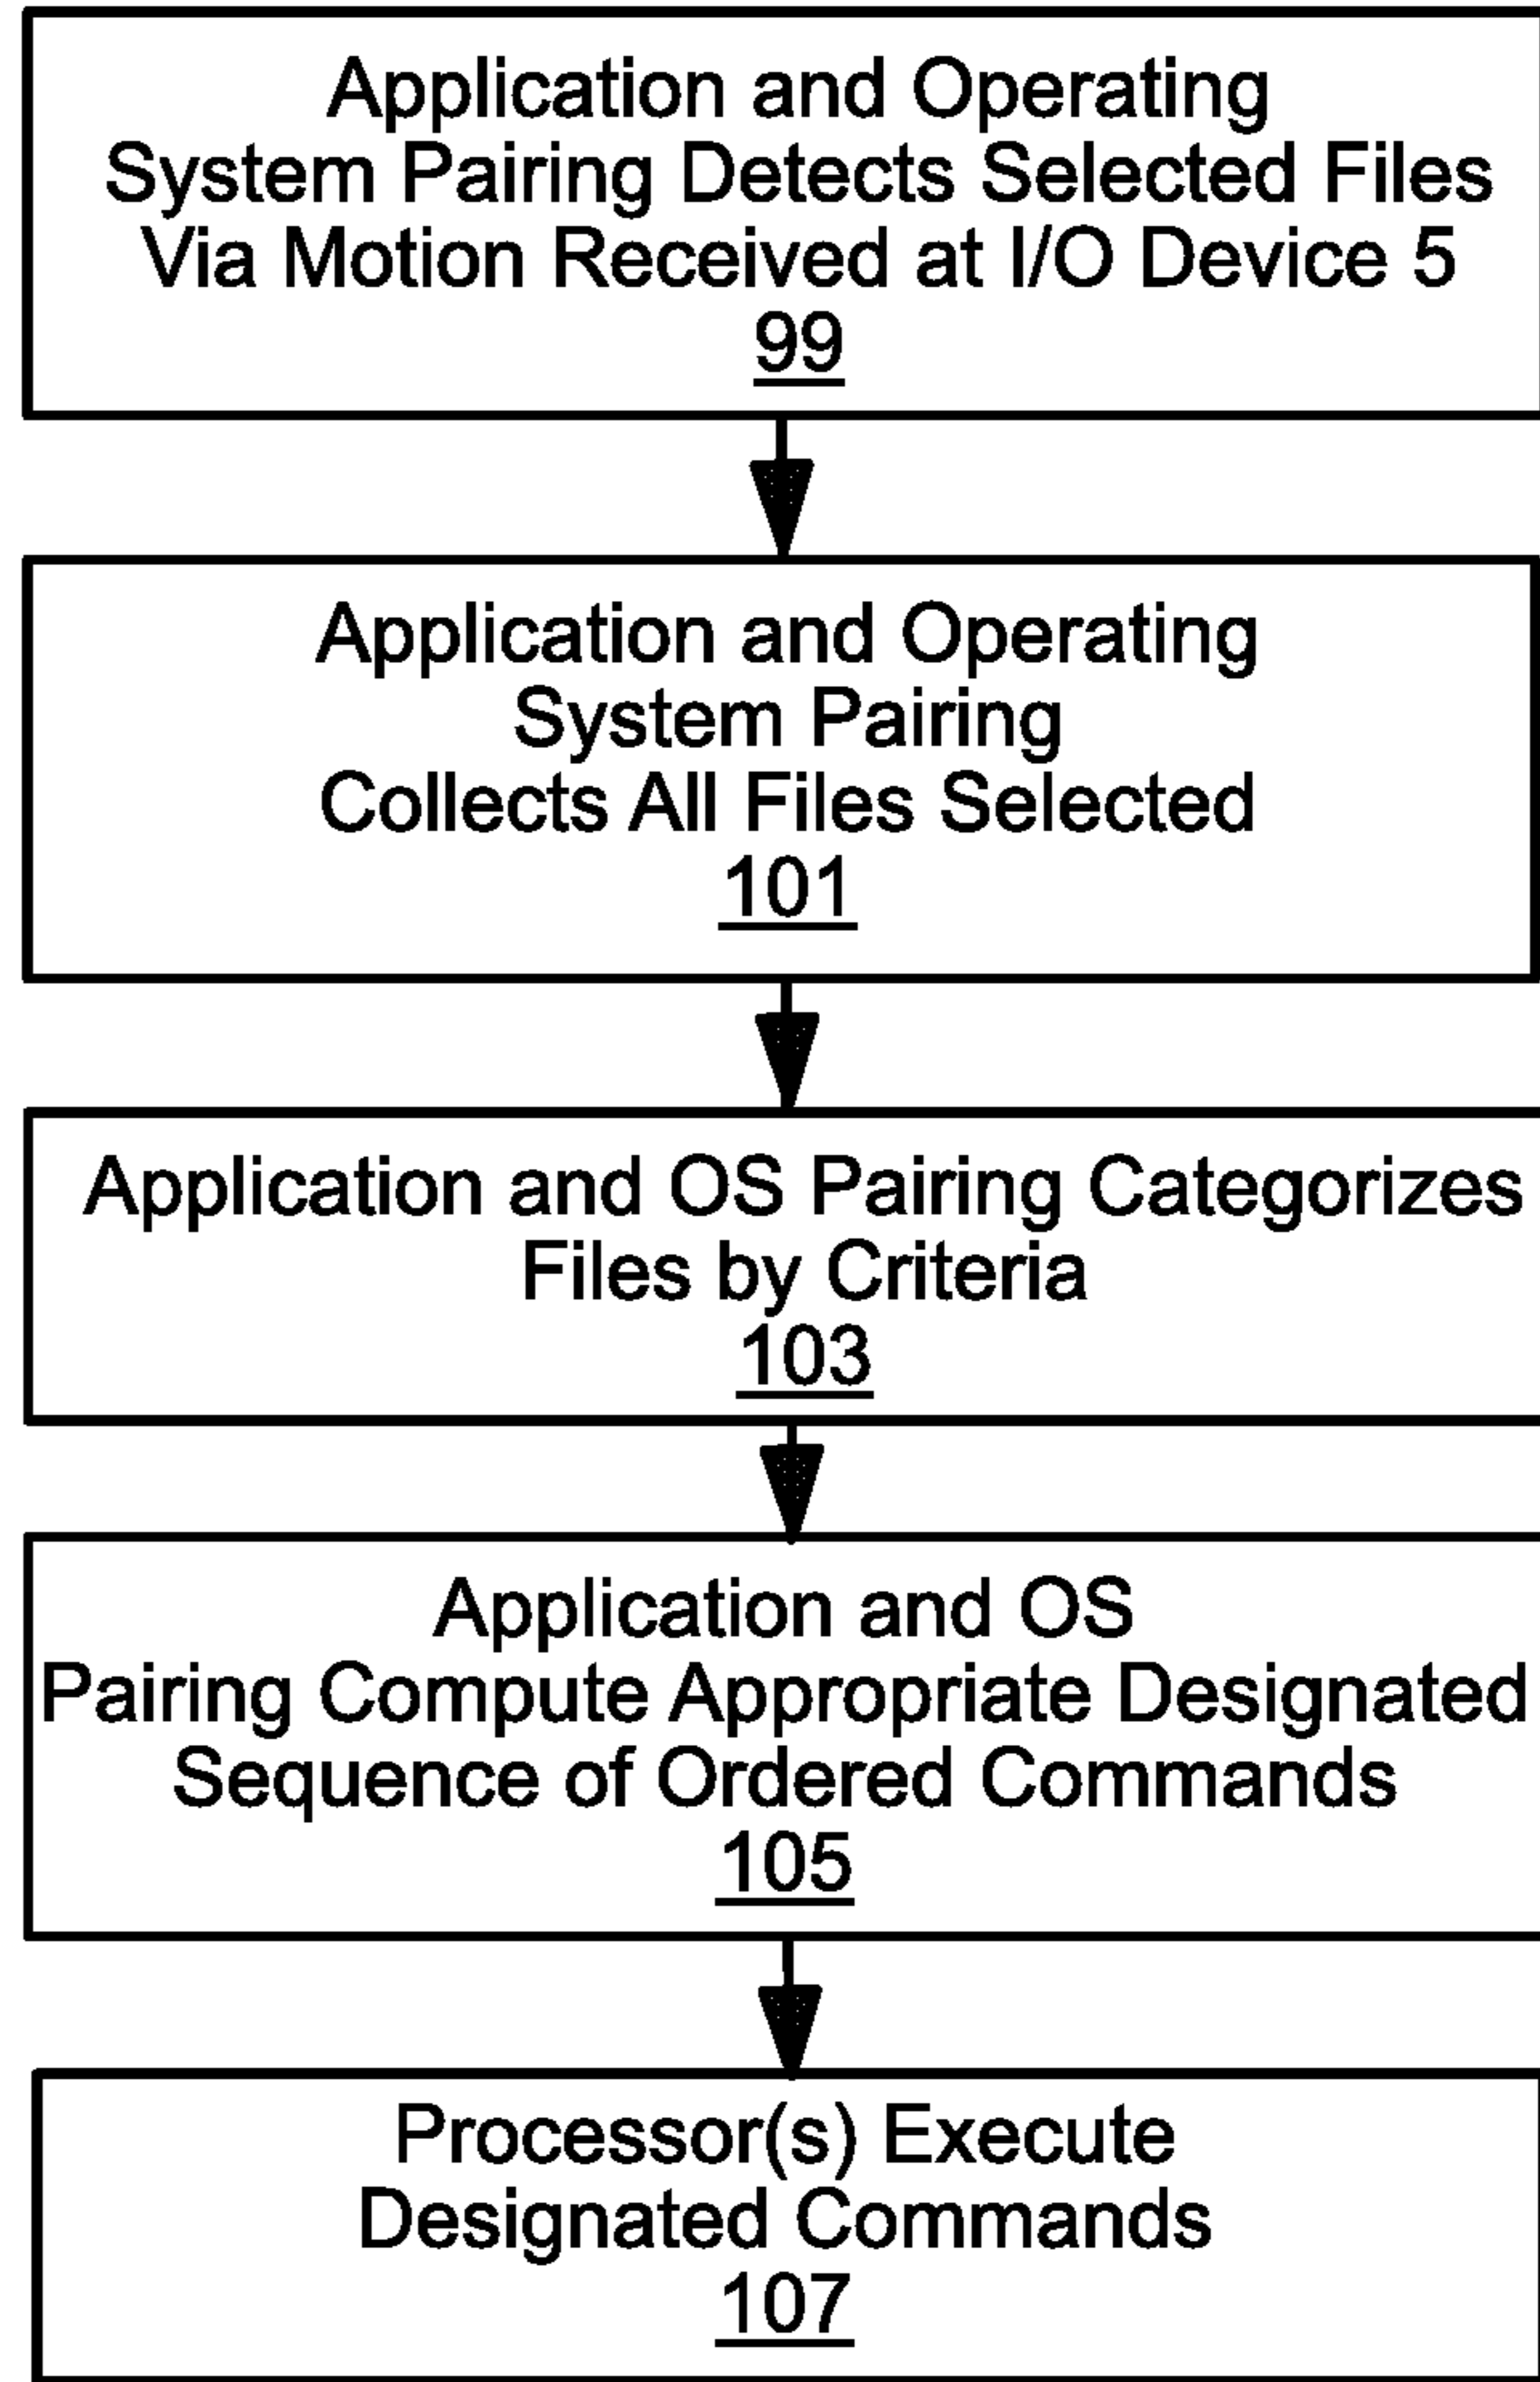 Application and Operating
System Pairing Detects Selected Files
Via Motion Received at I/O Device 5
99
Application and Operating
System Pairing
Collects All Files Selected
101
Application and OS Pairing Categorizes
Files by Criteria
103
Application and OS
Pairing Compute Appropriate Designated
Sequence of Ordered Commands
105
Processor(s) Execute
Designated Commands
107